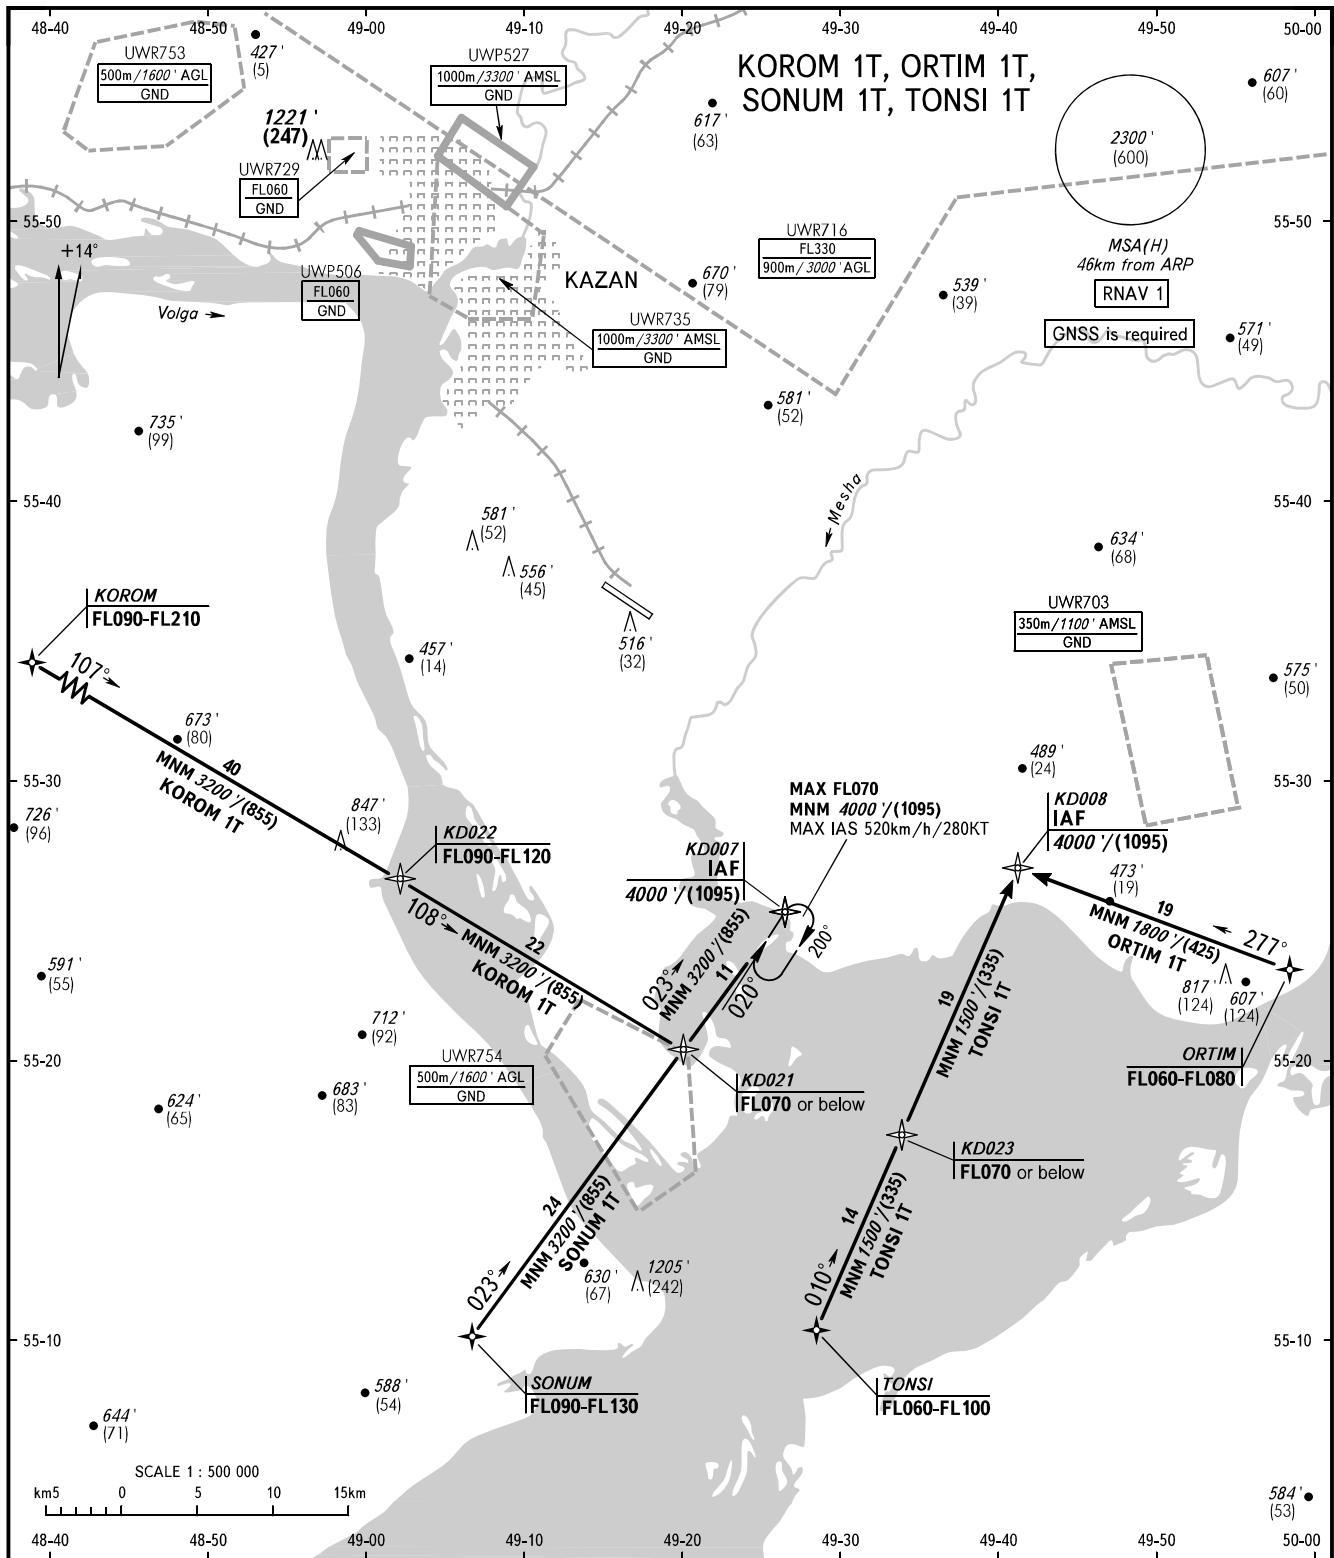 48-40
48-50
49-00
49-10
49-20
49-30
49-40
49-50
50-00
UWR753
500m/1600' AGL
GND
427'
(5)
UWP527
1000m/3300' AMSL
GND
KOROM 1T, ORTIM 1T,
SONUM 1T, TONSI 1T
607'
(60)
617'
(63)
2300'
(600)
1221'
(247)
UWR729
FL060
GND
55-50
55-50
+14°
UWP506
FL060
GND
Volga
KAZAN
670'
(79)
UWR716
FL330
900m/3000' AGL
539'
(39)
MSA(H)
46km from ARP
RNAV 1
GNSS is required
571'
(49)
UWR735
1000m/3300' AMSL
GND
735'
(99)
581'
(52)
55-40
55-40
Mesha
581'
(52)
556'
(45)
516'
(32)
634'
(68)
UWR703
350m/1100' AMSL
GND
575'
(50)
KOROM
FL090-FL210
107°
457'
(14)
673'
(80)
40
MNM 3200'/(855)
KOROM 1T
55-30
55-30
489'
(24)
726'
(96)
847'
(133)
KD022
FL090-FL120
MAX FL070
MNM 4000'/(1095)
MAX IAS 520km/h/280KT
KD007
IAF
4000'/(1095)
KD008
IAF
4000'/(1095)
473'
(19)
19
MNM 1800'/(425)
ORTIM 1T
277°
108°
22
MNM 3200'/(855)
KOROM 1T
023°
MNM 3200'/(855)
11
020°
200°
591'
(55)
817'
(124)
607'
(124)
19
MNM 1500'/(335)
TONSI 1T
712'
(92)
UWR754
500m/1600' AGL
GND
55-20
55-20
ORTIM
FL060-FL080
KD021
FL070 or below
624'
(65)
683'
(83)
KD023
FL070 or below
24
MNM 3200'/(855)
SONUM 1T
023°
14
MNM 1500'/(335)
TONSI 1T
010°
630'
(67)
1205'
(242)
55-10
55-10
SONUM
FL090-FL130
TONSI
FL060-FL100
588'
(54)
644'
(71)
SCALE 1 : 500 000
km5
0
5
10
15km
584'
(53)
48-40
48-50
49-00
49-10
49-20
49-30
49-40
49-50
50-00